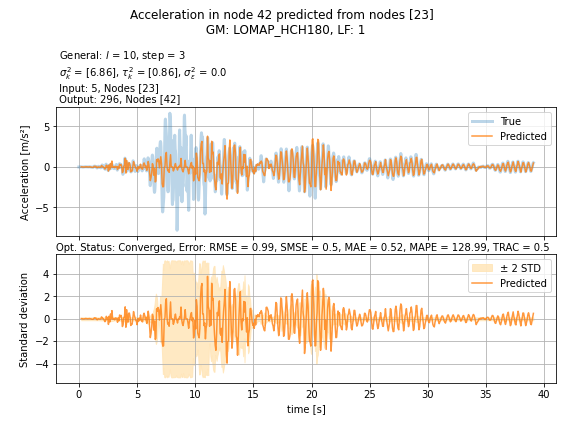 Acceleration in node 42 predicted from nodes [23]
GM: LOMAP_HCH180, LF: 1
General: l = 10, step = 3
σ²ₖ = [6.86], τ²ₖ = [0.86], σ²ε = 0.0
Input: 5, Nodes [23]
Output: 296, Nodes [42]
Acceleration [m/s²]
5
0
−5
True
Predicted
Opt. Status: Converged, Error: RMSE = 0.99, SMSE = 0.5, MAE = 0.52, MAPE = 128.99, TRAC = 0.5
Standard deviation
4
2
0
−2
−4
± 2 STD
Predicted
0 5 10 15 20 25 30 35 40
time [s]